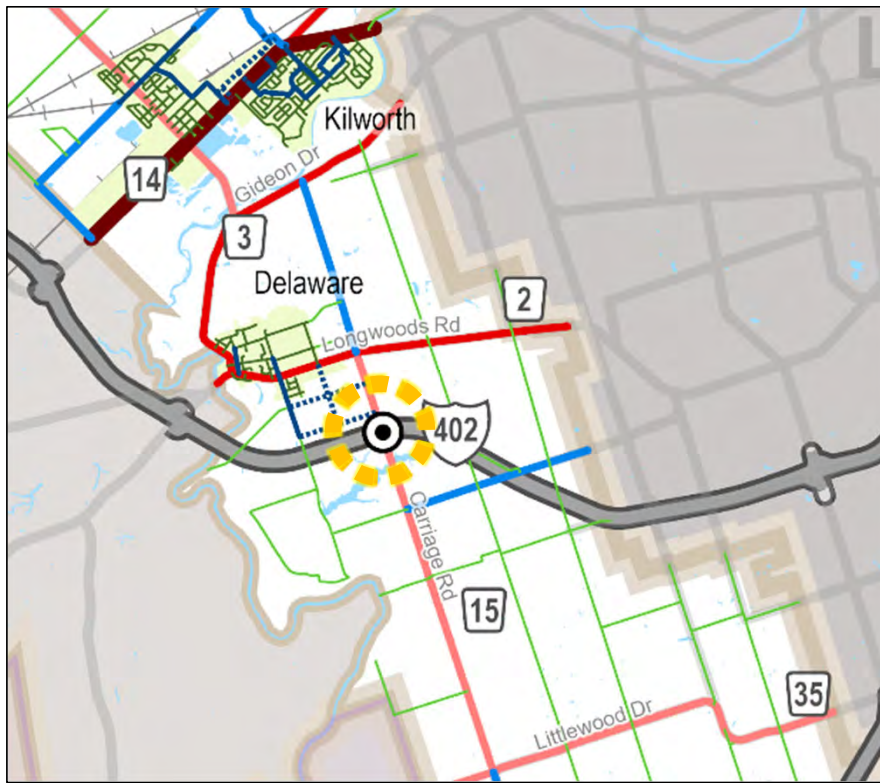 L
Kilworth
Gideon Dr
14
3
Delaware
2
Longwoods Rd
402
Carriage Rd
15
35
Littlewood Dr